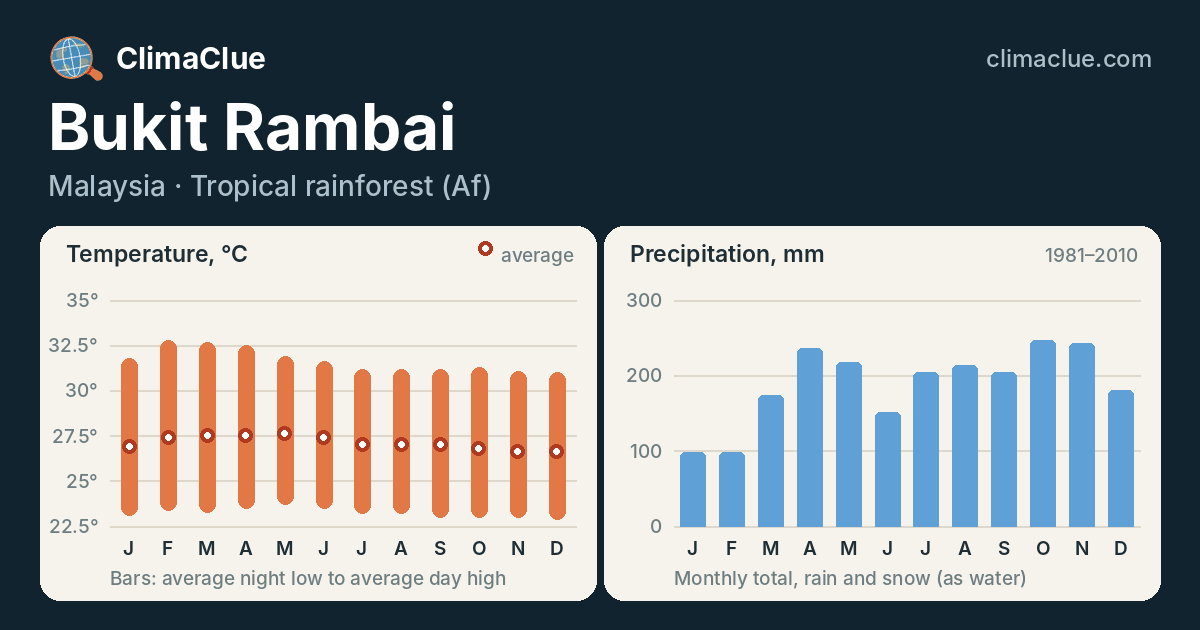 ClimaClue
climaclue.com
Bukit Rambai
Malaysia · Tropical rainforest (Af)
Temperature, °C
average
35°
32.5°
30°
27.5°
25°
22.5°
J F M A M J J A S O N D
Bars: average night low to average day high
Precipitation, mm
1981–2010
300
200
100
0
J F M A M J J A S O N D
Monthly total, rain and snow (as water)